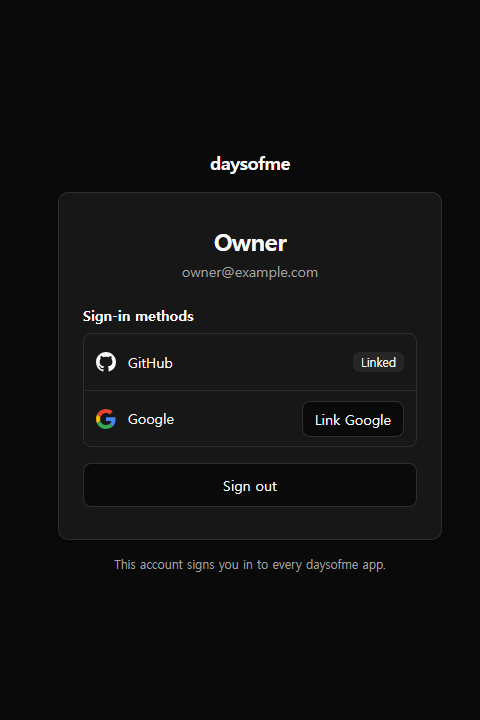 daysofme
Owner
owner@example.com
Sign-in methods
GitHub
Linked
Google
Link Google
Sign out
This account signs you in to every daysofme app.